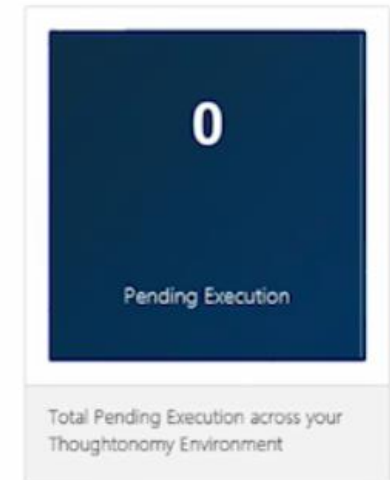 0
Pending Execution
Total Pending Execution across your
Thoughtonomy Environment